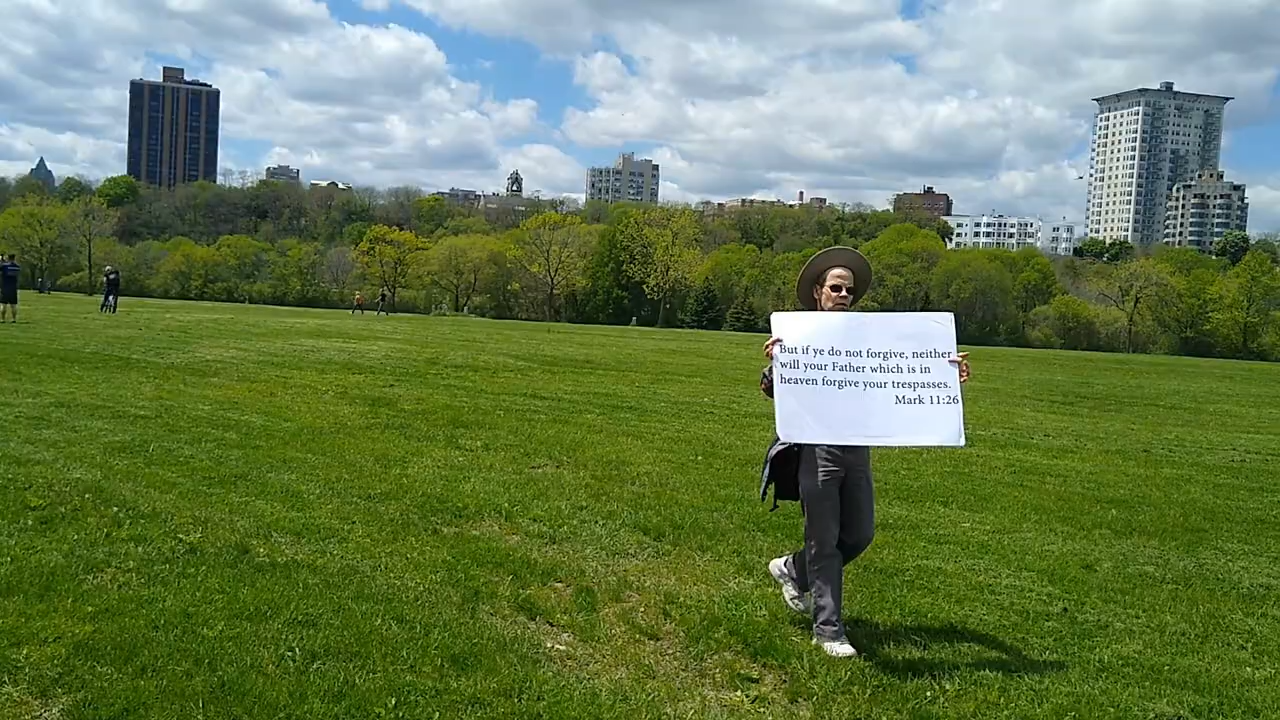 But if ye do not forgive, neither
will your Father which is in
heaven forgive your trespasses.
Mark 11:26